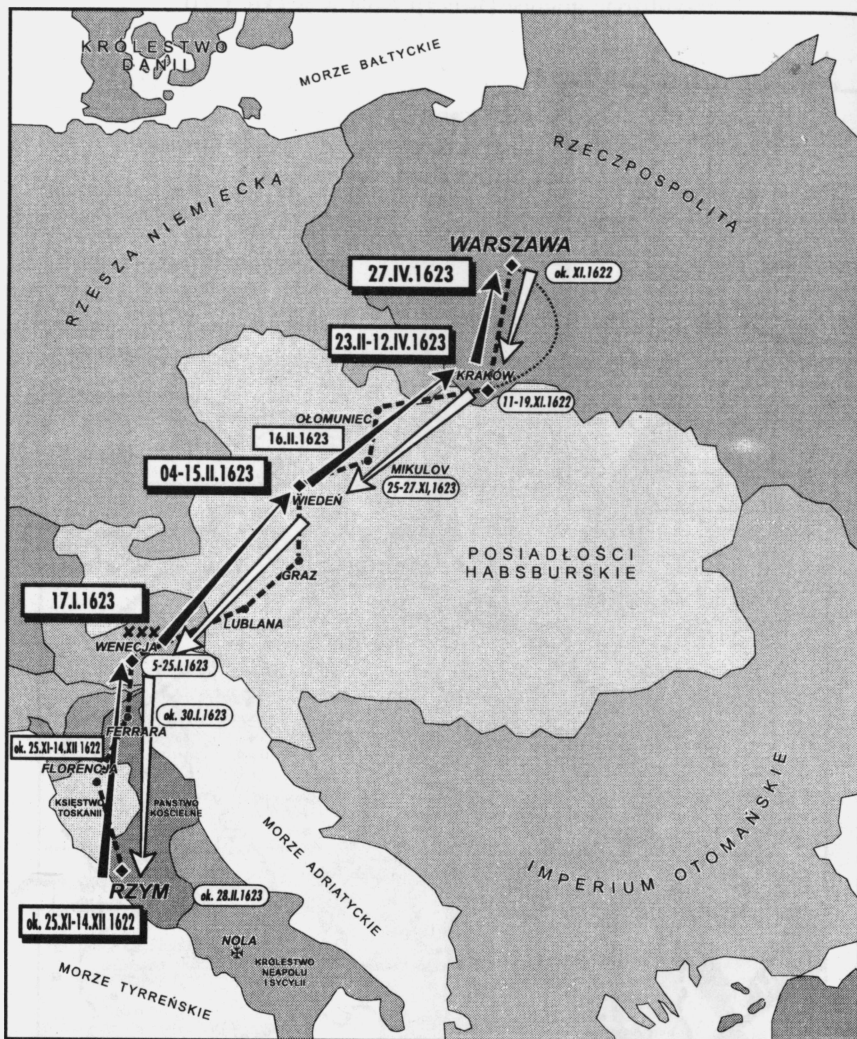 KRÓLESTWO
DANII
MORZE BAŁTYCKIE
RZESZA NIEMIECKA
RZECZPOSPOLITA
WARSZAWA
27.IV.1623
ok. XI.1622
23.II-12.IV.1623
KRAKÓW
11-19.XI.1622
OŁOMUNIEC
16.II.1623
MIKULOV
04-15.II.1623
25-27.XI,1623
WIEDEŃ
POSIADŁOŚCI
HABSBURSKIE
GRAZ
17.I.1623
LUBLANA
XXX
WENECJA
5-25.I.1623
ok. 30.I.1623
FERRARA
ok. 25.XI-14,XII 1622
FLORENCJA
KSIĘSTWO
TOSKANII
PAŃSTWO
KOŚCIELNE
MORZE ADRIATYCKIE
IMPERIUM OTOMAŃSKIE
RZYM
ok. 28.II.1623
ok. 25.XI-14.XII 1622
NOLA
KRÓLESTWO
NEAPOLU
I SYCYLII
MORZE TYRREŃSKIE